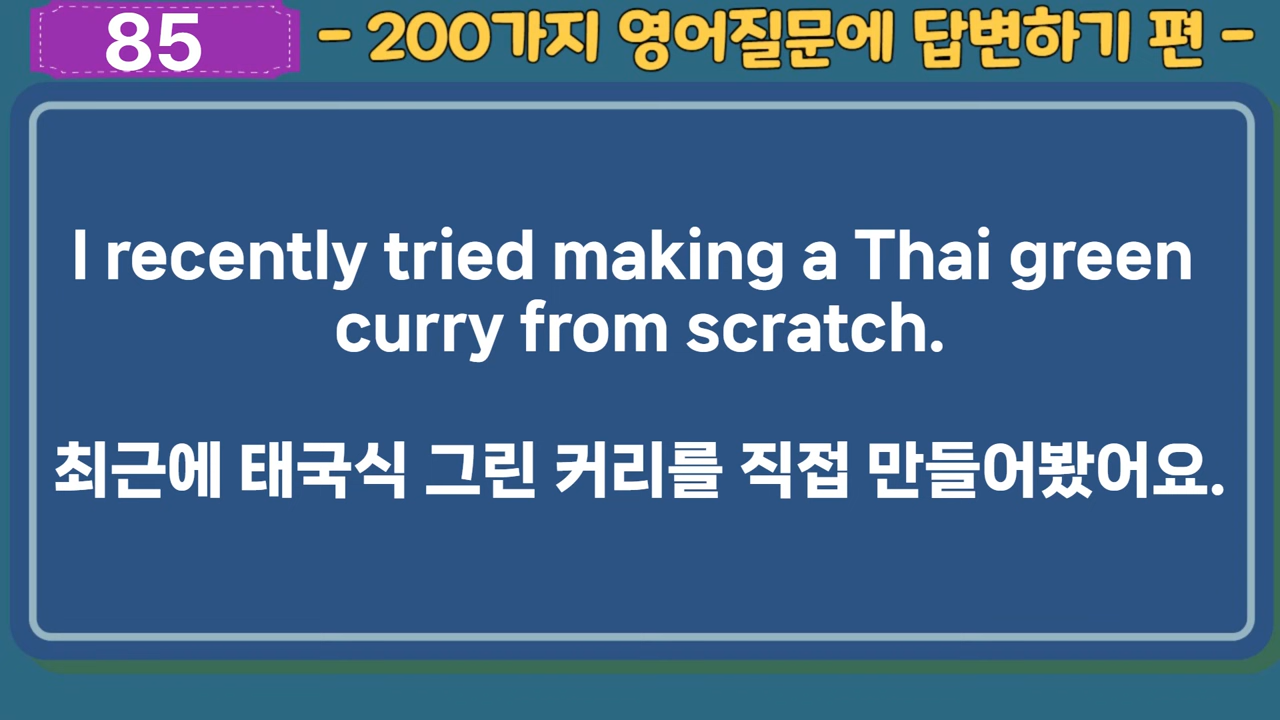 85
- 200가지 영어질문에 답변하기 편 -
I recently tried making a Thai green
curry from scratch.
최근에 태국식 그린 커리를 직접 만들어봤어요.